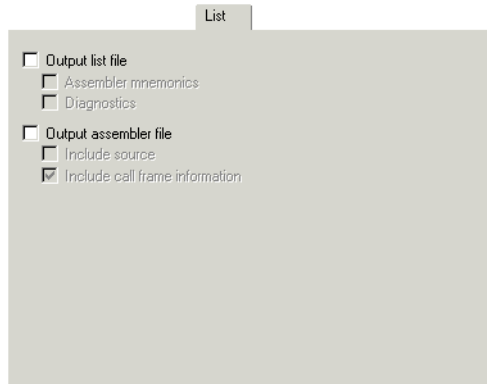 List
Output list file
Assembler mnemonics
Diagnostics
Output assembler file
Include source
Include call frame information